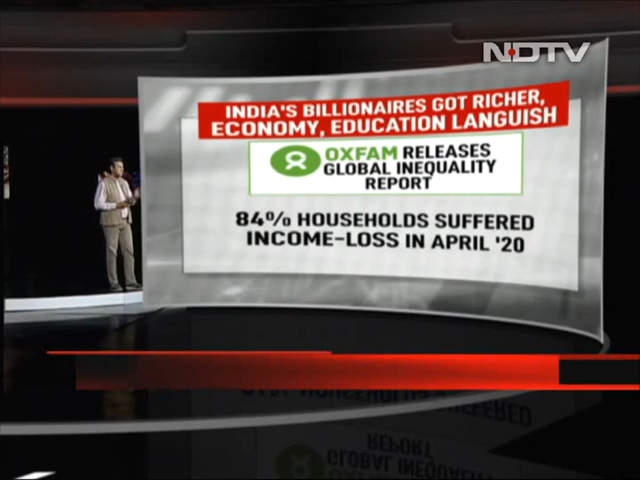 NDTV
INDIA'S BILLIONAIRES GOT RICHER,
ECONOMY, EDUCATION LANGUISH
OXFAM RELEASES
GLOBAL INEQUALITY
REPORT
84% HOUSEHOLDS SUFFERED
INCOME-LOSS IN APRIL '20